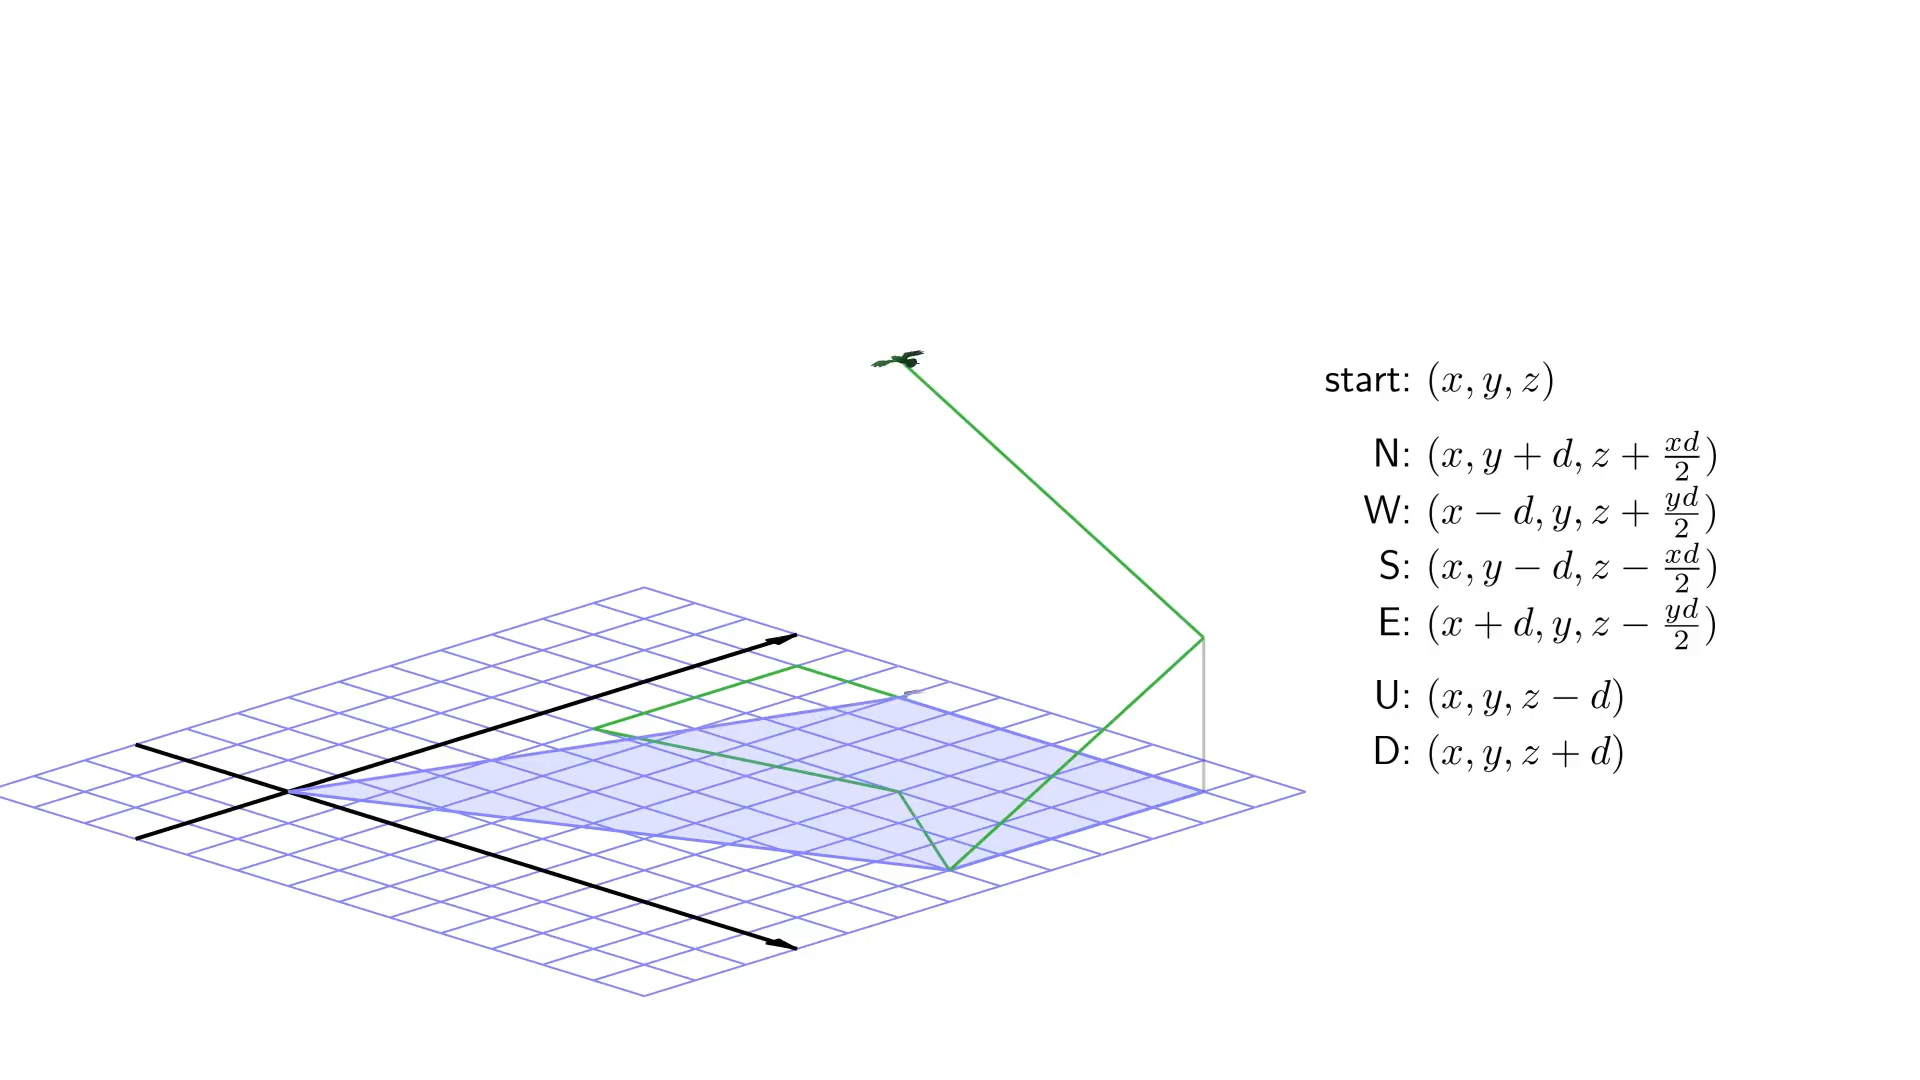 start: (x, y, z)
N: (x, y + d, z + xd/2)
W: (x − d, y, z + yd/2)
S: (x, y − d, z − xd/2)
E: (x + d, y, z − yd/2)
U: (x, y, z − d)
D: (x, y, z + d)